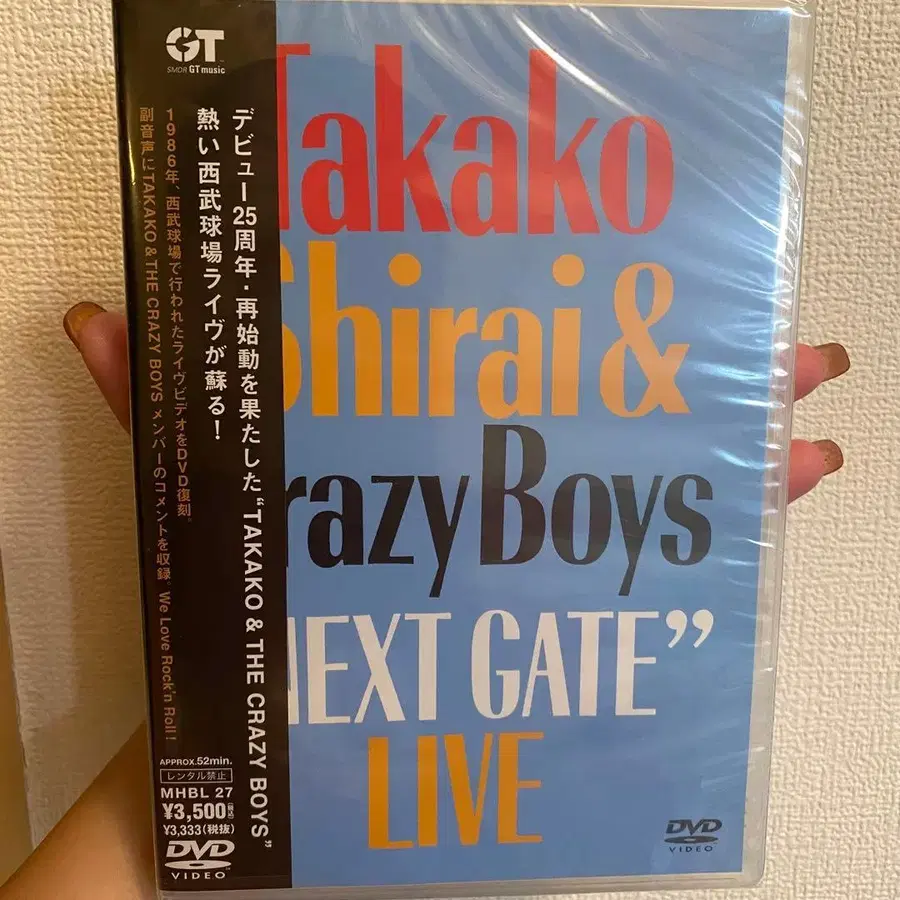 GT
SMDR GT music
デビュー25周年・再始動を果たした“TAKAKO & THE CRAZY BOYS”
熱い西武球場ライヴが蘇る！
1986年、西武球場で行われたライヴビデオをDVD復刻。
副音声にTAKAKO & THE CRAZY BOYS メンバーのコメントを収録。We Love Rock'n Roll！
APPROX.52min.
レンタル禁止
MHBL 27
¥3,500(税込)
¥3,333(税抜)
DVD
VIDEO
Takako
Shirai &
Crazy Boys
“NEXT GATE”
LIVE
DVD
VIDEO